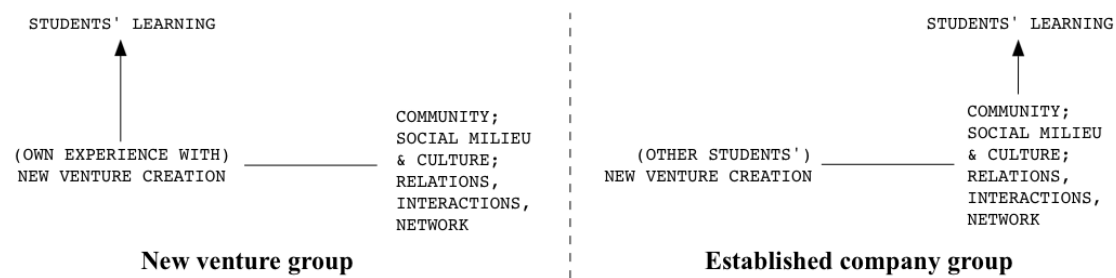 STUDENTS' LEARNING
(OWN EXPERIENCE WITH)
NEW VENTURE CREATION
COMMUNITY;
SOCIAL MILIEU
& CULTURE;
RELATIONS,
INTERACTIONS,
NETWORK
New venture group
STUDENTS' LEARNING
(OTHER STUDENTS')
NEW VENTURE CREATION
COMMUNITY;
SOCIAL MILIEU
& CULTURE;
RELATIONS,
INTERACTIONS,
NETWORK
Established company group